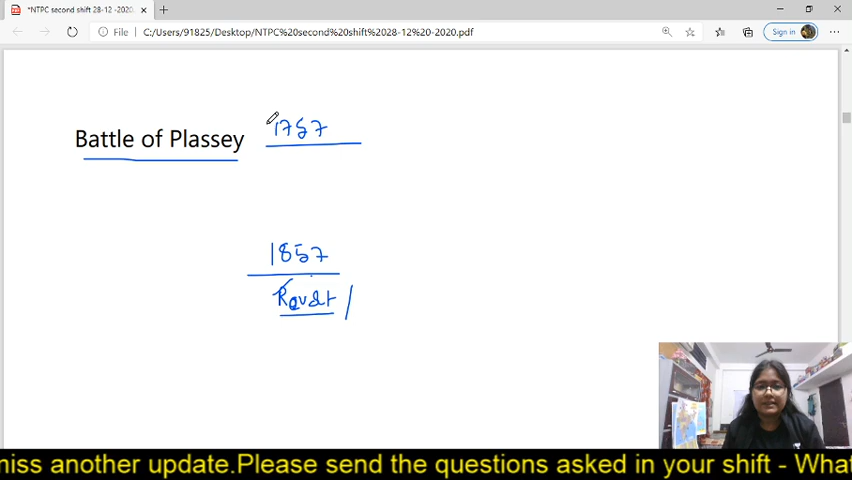 *NTPC second shift 28-12 -2020-
File
C:/Users/91825/Desktop/NTPC%20second%20shift%2028-12%20-2020.pdf
Sign in
Battle of Plassey 1757
1857
Revolt /
miss another update.Please send the questions asked in your shift - Wha